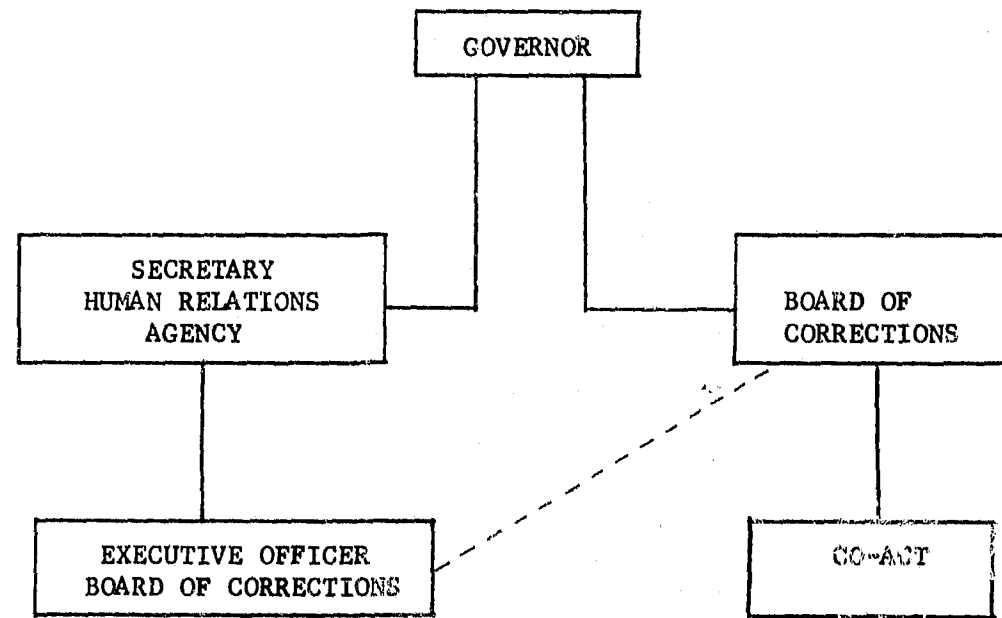 GOVERNOR
SECRETARY
HUMAN RELATIONS
AGENCY
BOARD OF
CORRECTIONS
EXECUTIVE OFFICER
BOARD OF CORRECTIONS
CO-ACT